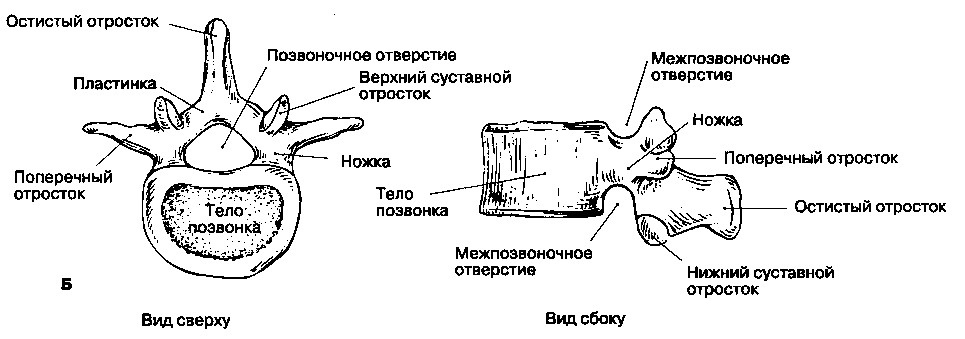 Остистый отросток
Позвоночное отверстие
Пластинка
Верхний суставной
отросток
Ножка
Поперечный
отросток
Тело
позвонка
Б
Вид сверху
Межпозвоночное
отверстие
Ножка
Поперечный отросток
Тело
позвонка
Остистый отросток
Межпозвоночное
отверстие
Нижний суставной
отросток
Вид сбоку